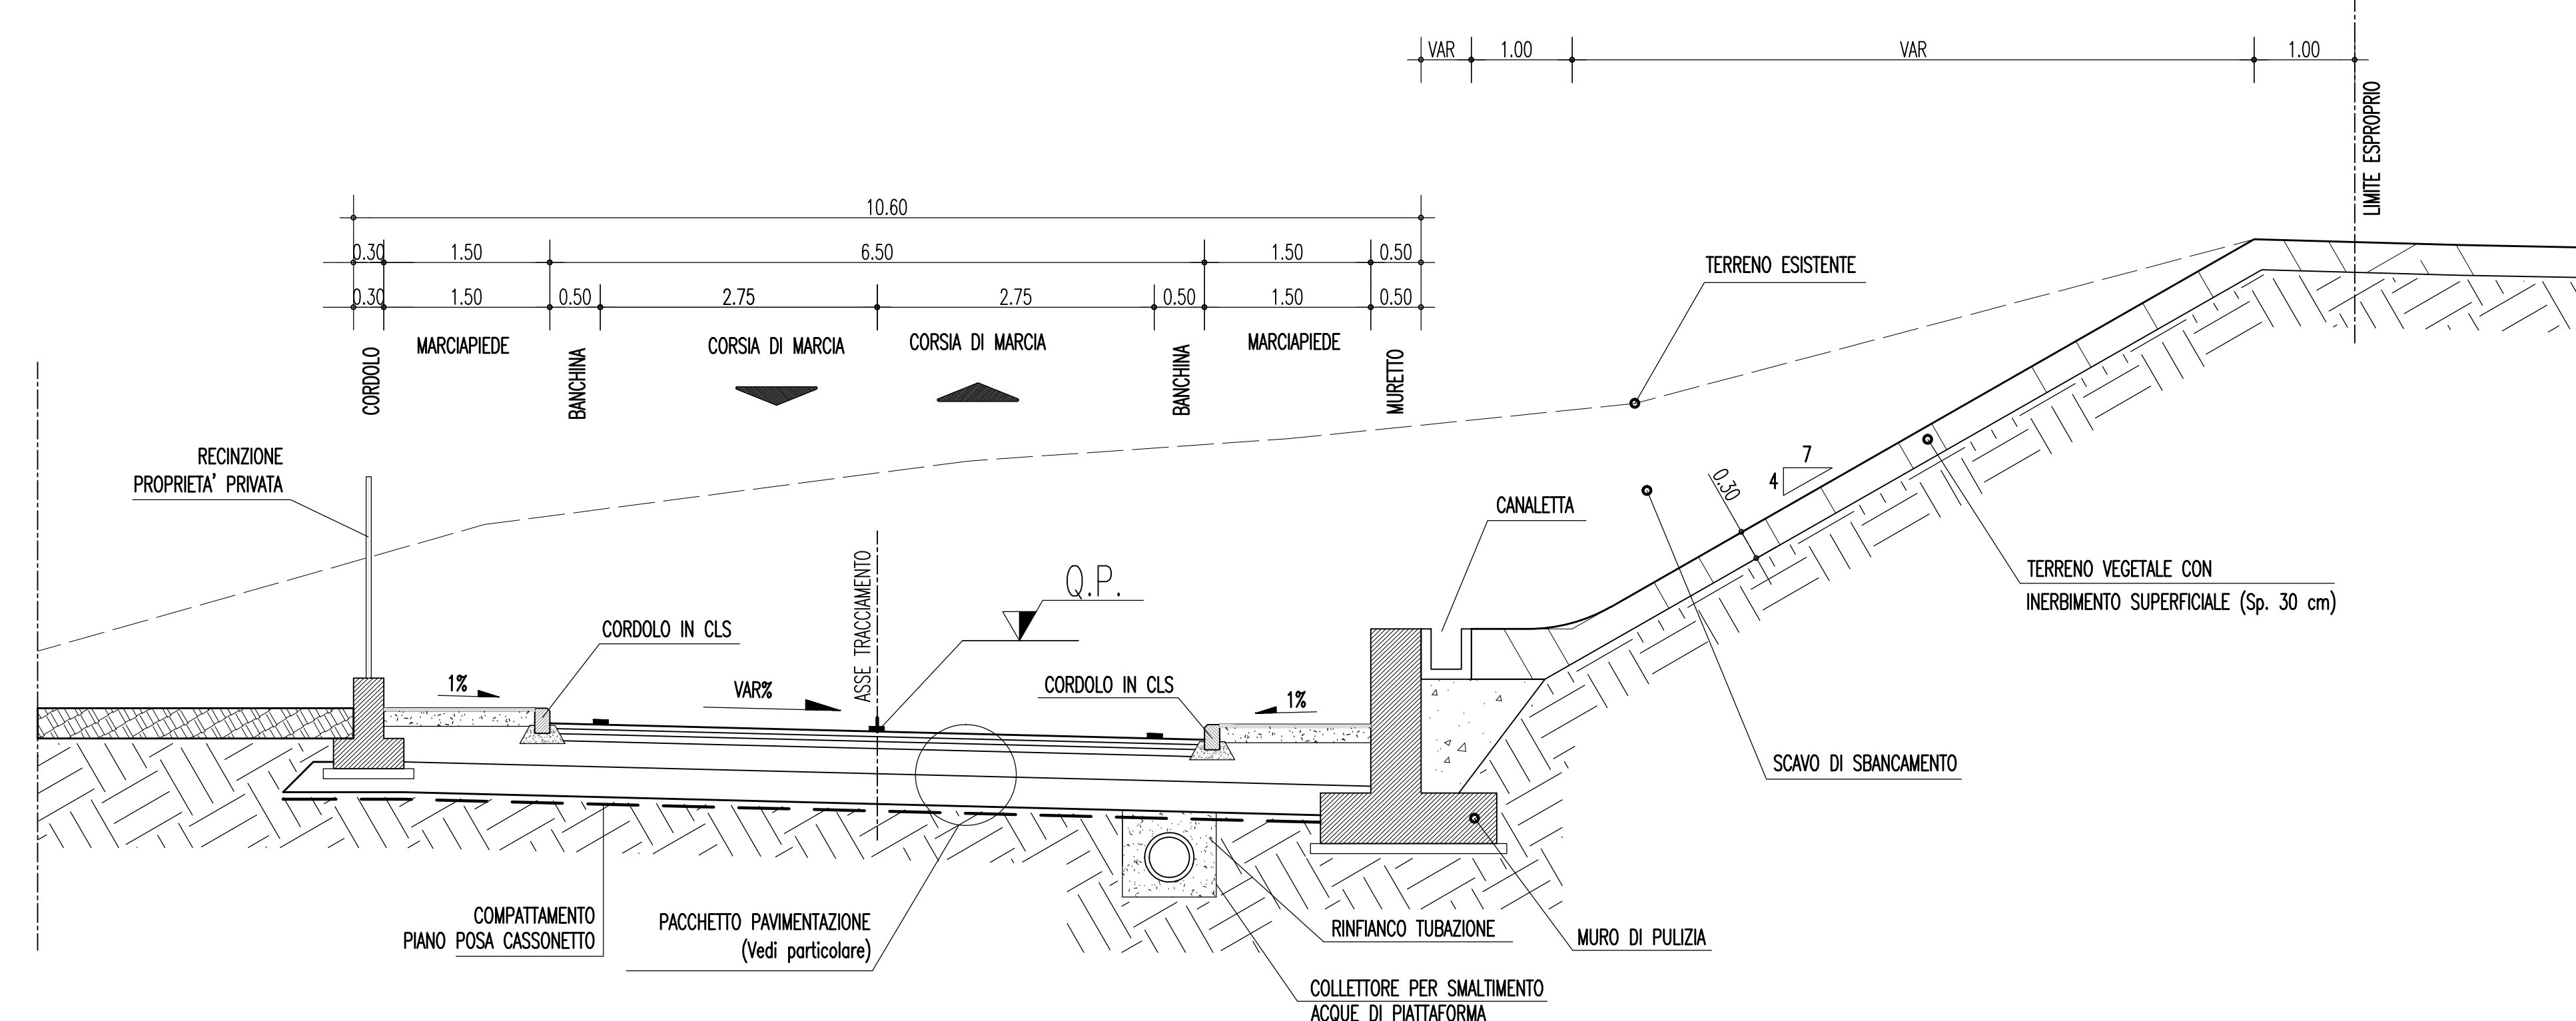 VAR 1.00 VAR 1.00
LIMITE ESPROPRIO
10.60
0.30 1.50 6.50 1.50 0.50
0.30 1.50 0.50 2.75 2.75 0.50 1.50 0.50
CORDOLO
MARCIAPIEDE
BANCHINA
CORSIA DI MARCIA
CORSIA DI MARCIA
BANCHINA
MARCIAPIEDE
MURETTO
TERRENO ESISTENTE
RECINZIONE
PROPRIETA' PRIVATA
7
4
0.30
CANALETTA
TERRENO VEGETALE CON
INERBIMENTO SUPERFICIALE (Sp. 30 cm)
ASSE TRACCIAMENTO
Q.P.
CORDOLO IN CLS
1%
VAR%
CORDOLO IN CLS
1%
SCAVO DI SBANCAMENTO
COMPATTAMENTO
PIANO POSA CASSONETTO
PACCHETTO PAVIMENTAZIONE
(Vedi particolare)
RINFIANCO TUBAZIONE
MURO DI PULIZIA
COLLETTORE PER SMALTIMENTO
ACQUE DI PIATTAFORMA